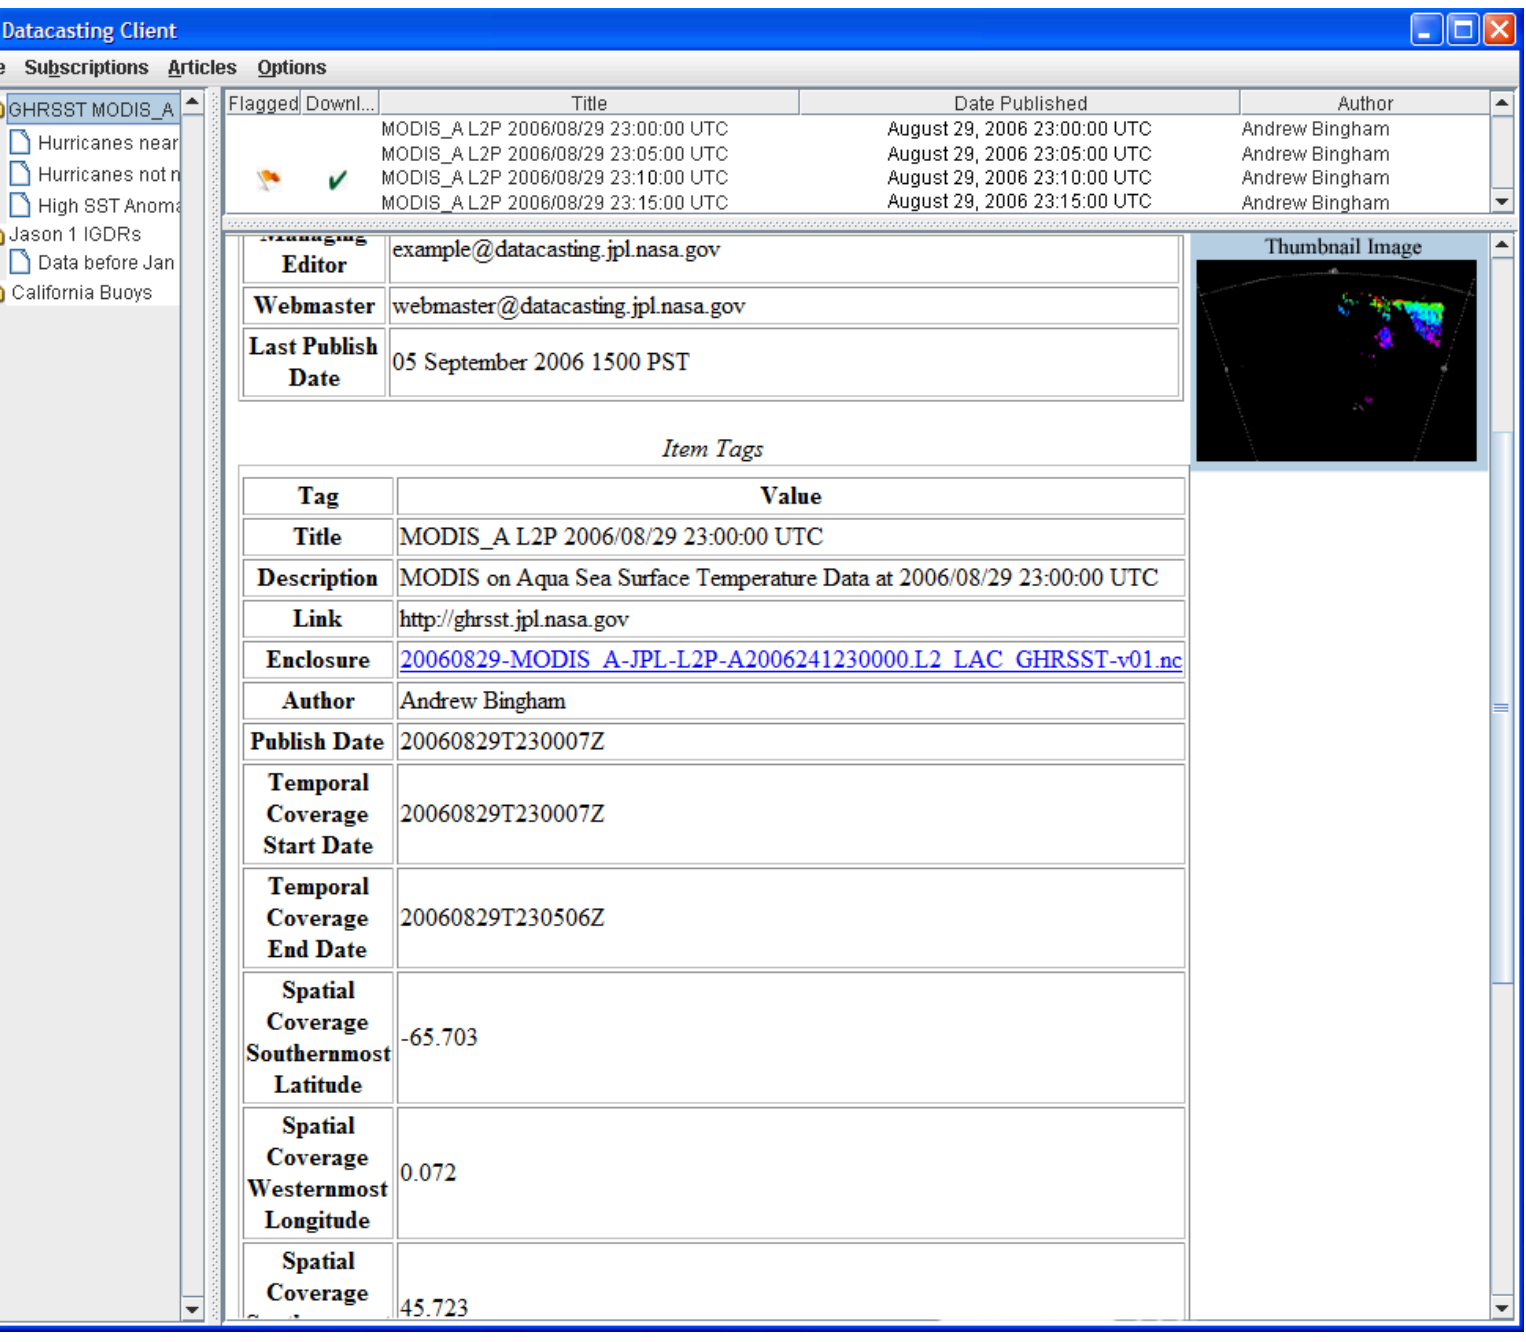 Datacasting Client
e Subscriptions Articles Options
GHRSST MODIS_A
Hurricanes near
Hurricanes not n
High SST Anoma
Jason 1 IGDRs
Data before Jan
California Buoys
Flagged Downl... Title Date Published Author
MODIS_A L2P 2006/08/29 23:00:00 UTC August 29, 2006 23:00:00 UTC Andrew Bingham
MODIS_A L2P 2006/08/29 23:05:00 UTC August 29, 2006 23:05:00 UTC Andrew Bingham
MODIS_A L2P 2006/08/29 23:10:00 UTC August 29, 2006 23:10:00 UTC Andrew Bingham
MODIS_A L2P 2006/08/29 23:15:00 UTC August 29, 2006 23:15:00 UTC Andrew Bingham
Managing
Editor
example@datacasting.jpl.nasa.gov
Webmaster webmaster@datacasting.jpl.nasa.gov
Last Publish
Date
05 September 2006 1500 PST
Thumbnail Image
Item Tags
Tag Value
Title MODIS_A L2P 2006/08/29 23:00:00 UTC
Description MODIS on Aqua Sea Surface Temperature Data at 2006/08/29 23:00:00 UTC
Link http://ghrsst.jpl.nasa.gov
Enclosure 20060829-MODIS_A-JPL-L2P-A2006241230000.L2_LAC_GHRSST-v01.nc
Author Andrew Bingham
Publish Date 20060829T230007Z
Temporal
Coverage
Start Date
20060829T230007Z
Temporal
Coverage
End Date
20060829T230506Z
Spatial
Coverage
Southernmost
Latitude
-65.703
Spatial
Coverage
Westernmost
Longitude
0.072
Spatial
Coverage
45.723